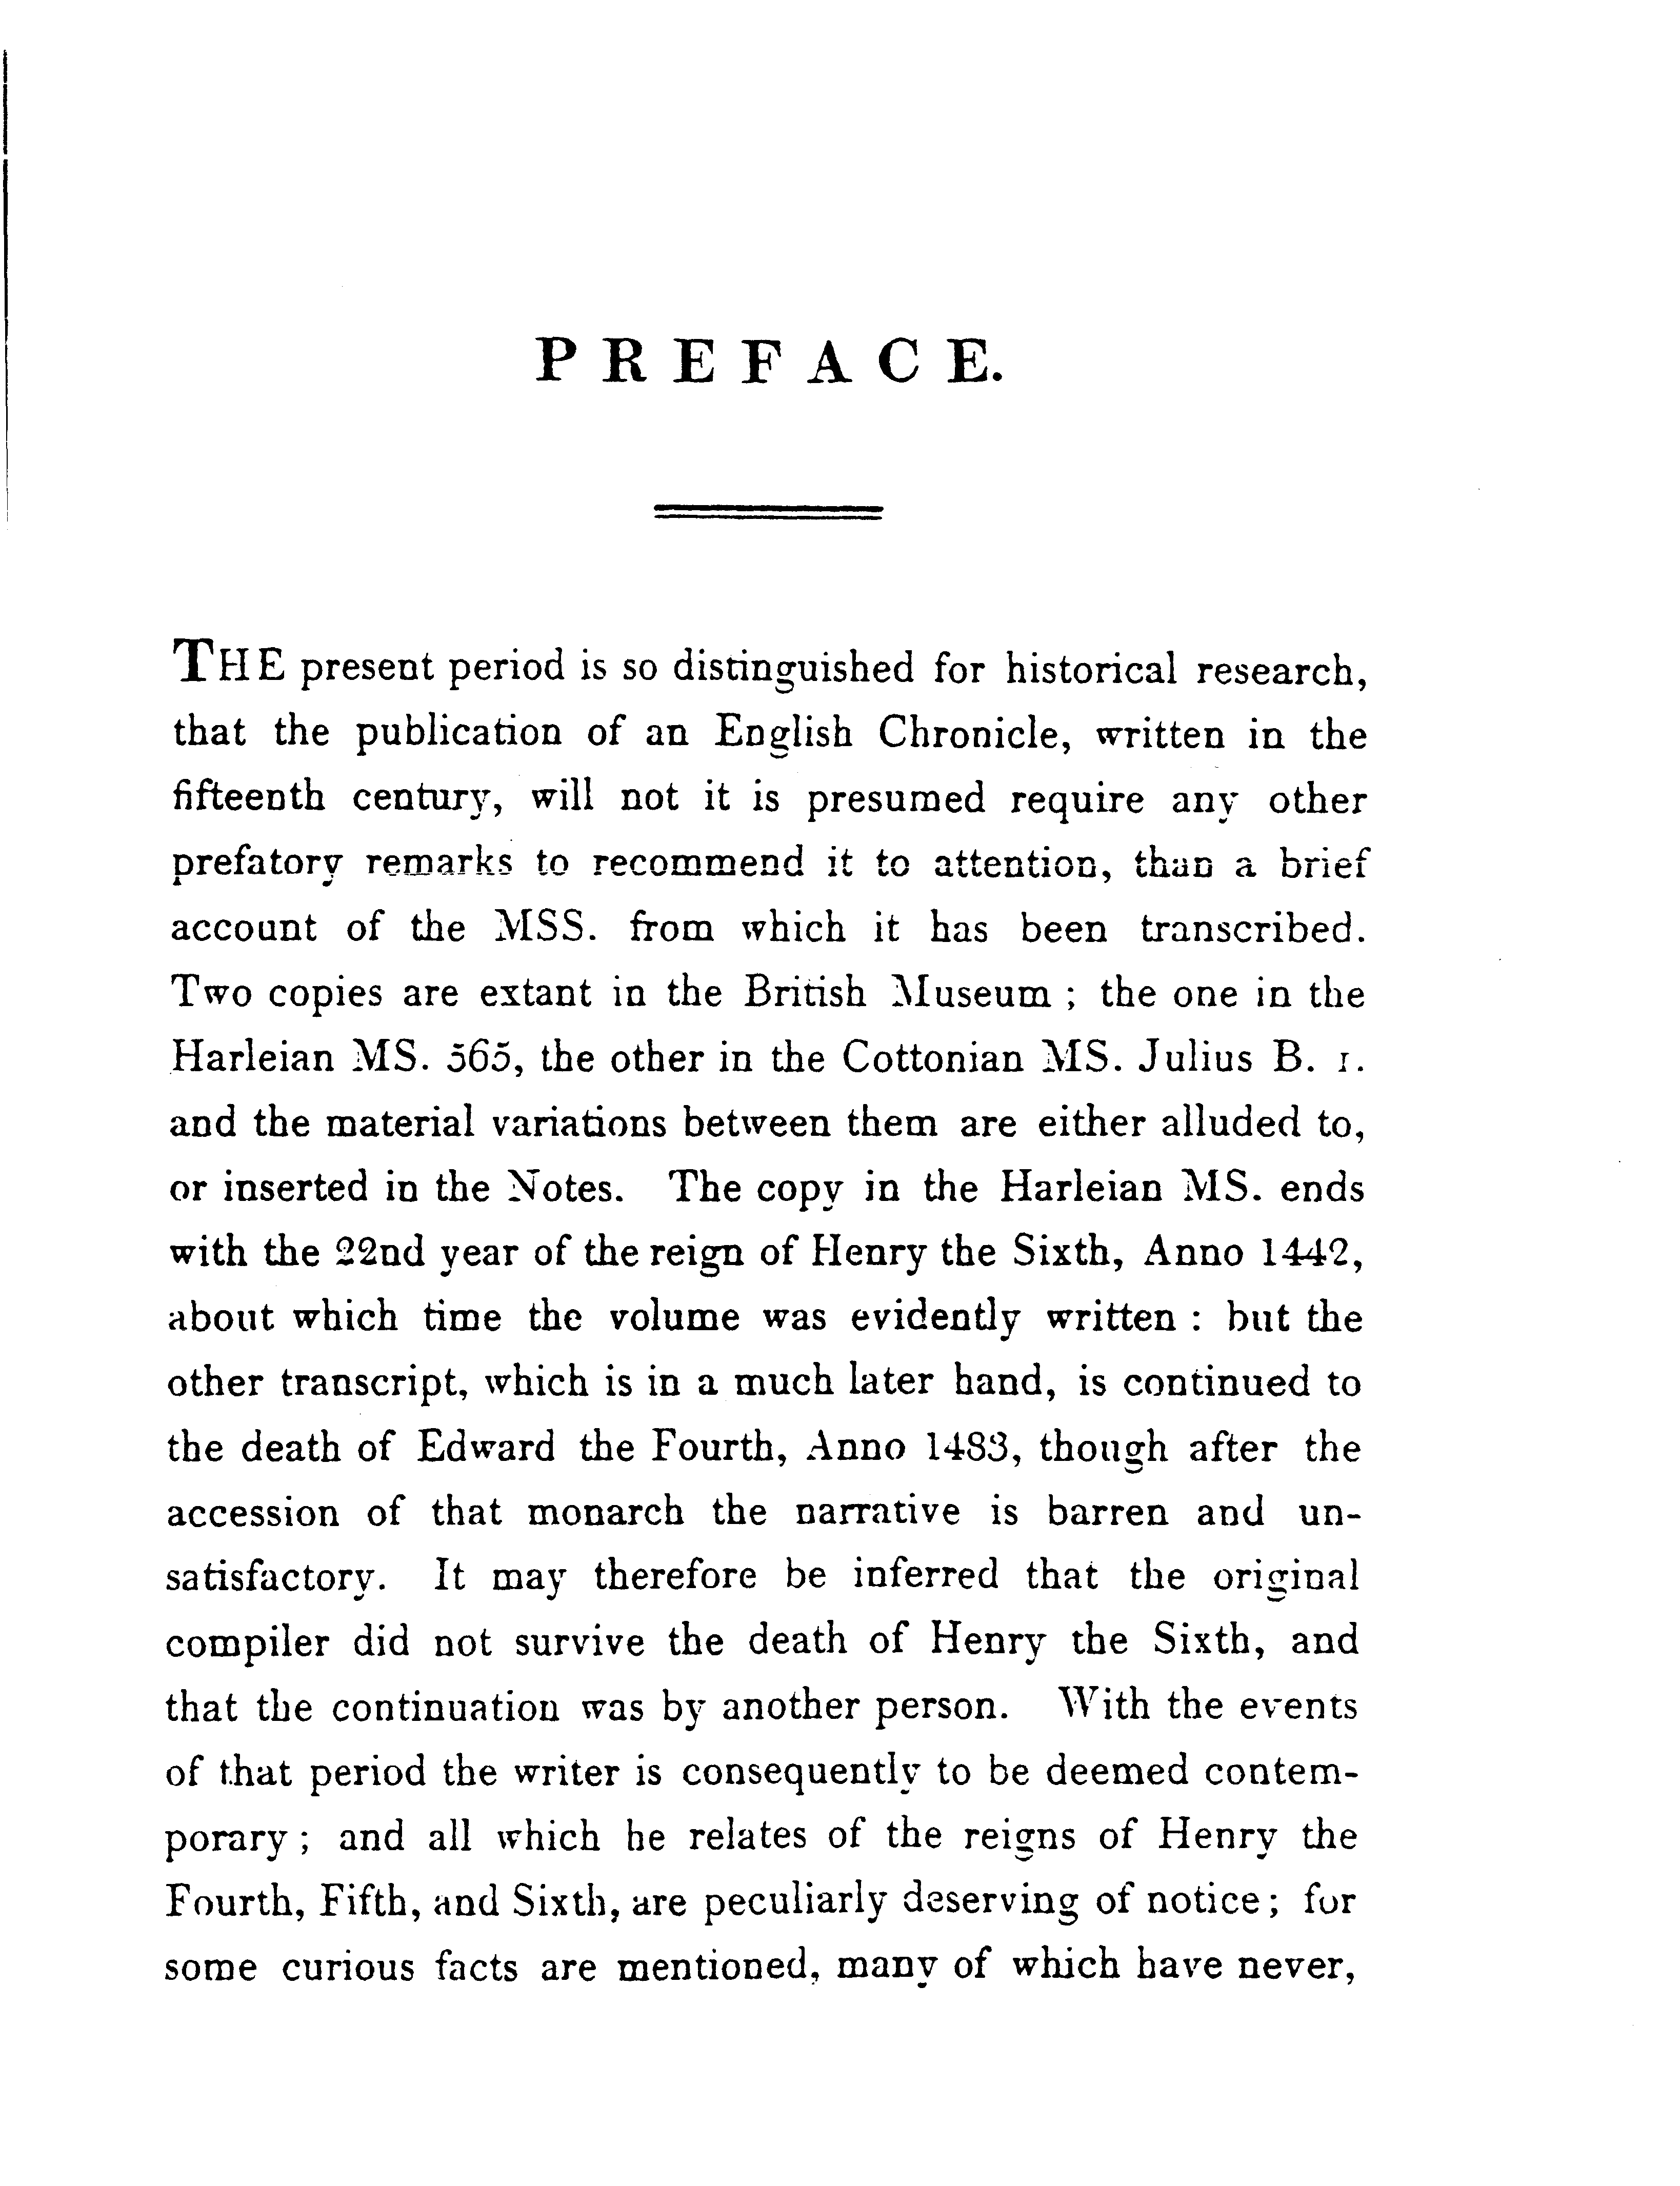 PREFACE.
THE present period is so distinguished for historical research,
that the publication of an English Chronicle, written in the
fifteenth century, will not it is presumed require any other
prefatory remarks to recommend it to attention, than a brief
account of the MSS. from which it has been transcribed.
Two copies are extant in the British Museum ; the one in the
Harleian MS. 565, the other in the Cottonian MS. Julius B. I.
and the material variations between them are either alluded to,
or inserted in the Notes. The copy in the Harleian MS. ends
with the 22nd year of the reign of Henry the Sixth, Anno 1442,
about which time the volume was evidently written : but the
other transcript, which is in a much later hand, is continued to
the death of Edward the Fourth, Anno 1483, though after the
accession of that monarch the narrative is barren and un-
satisfactory. It may therefore be inferred that the original
compiler did not survive the death of Henry the Sixth, and
that the continuation was by another person. With the events
of that period the writer is consequently to be deemed contem-
porary ; and all which he relates of the reigns of Henry the
Fourth, Fifth, and Sixth, are peculiarly deserving of notice ; for
some curious facts are mentioned, many of which have never,